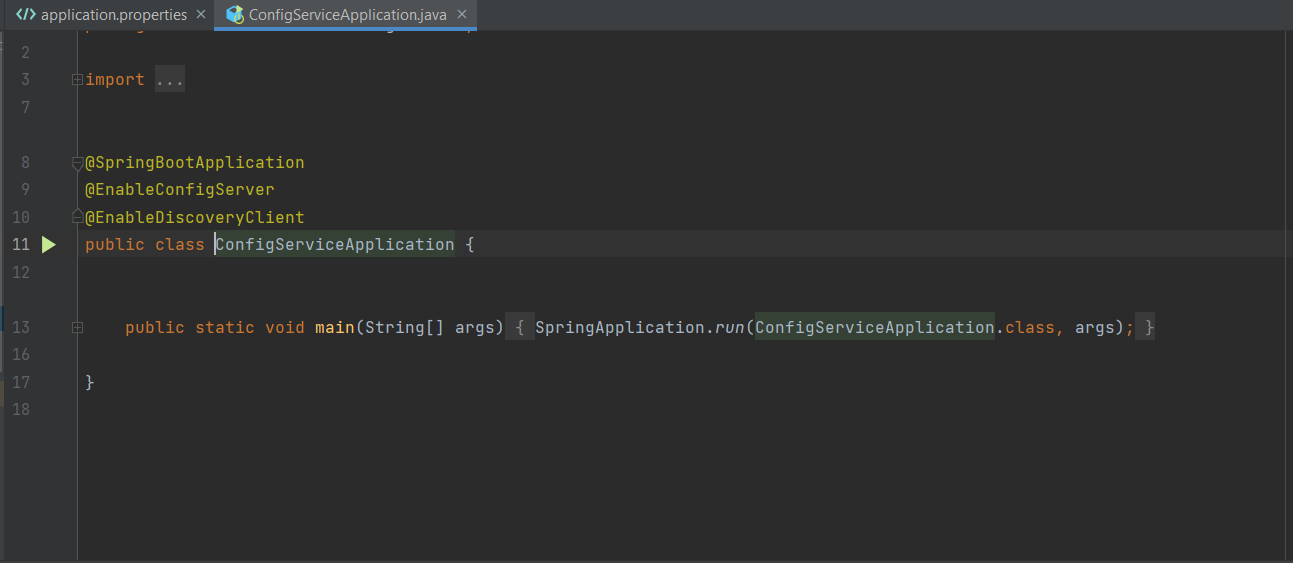 application.properties ConfigServiceApplication.java
2
3 import ...
7
8 @SpringBootApplication
9 @EnableConfigServer
10 @EnableDiscoveryClient
11 public class ConfigServiceApplication {
12
13 public static void main(String[] args) { SpringApplication.run(ConfigServiceApplication.class, args); }
16
17 }
18